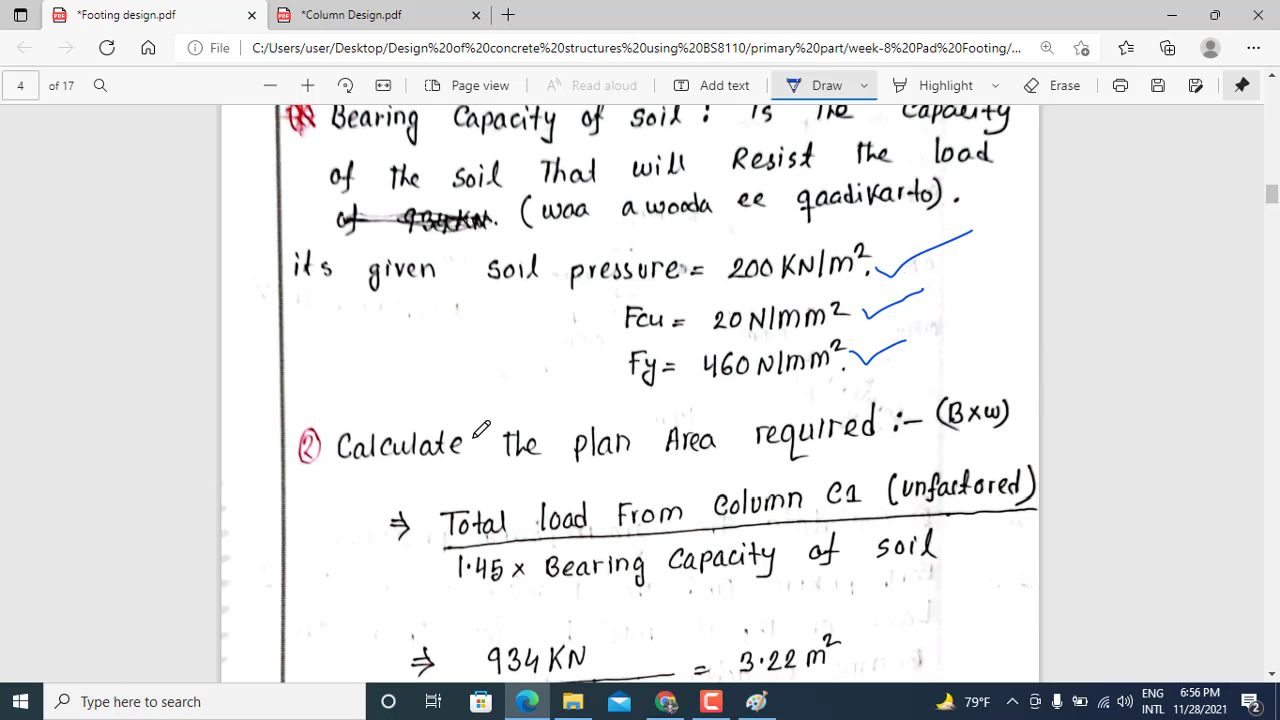 *Footing design.pdf
*Column Design.pdf
File C:/Users/user/Desktop/Design%20of%20concrete%20structures%20using%20BS8110/primary%20part/week-8%20Pad%20Footing/...
4 of 17 Page view Read aloud Add text Draw Highlight Erase
Bearing Capacity of soil : Is The Capacity
of the soil That will Resist the load
of 934KN. (waa awooda ee qaadikarto).
its given soil pressure = 200 KN/m².
Fcu = 20 N/mm²
Fy = 460 N/mm².
② Calculate the plan Area required :- (B×w)
⇒ Total load From Column C1 (unfactored)
1.45 × Bearing Capacity of soil
⇒ 934 KN = 3.22 m²
Type here to search
79°F
ENG
INTL
8:56 PM
11/28/2021
2